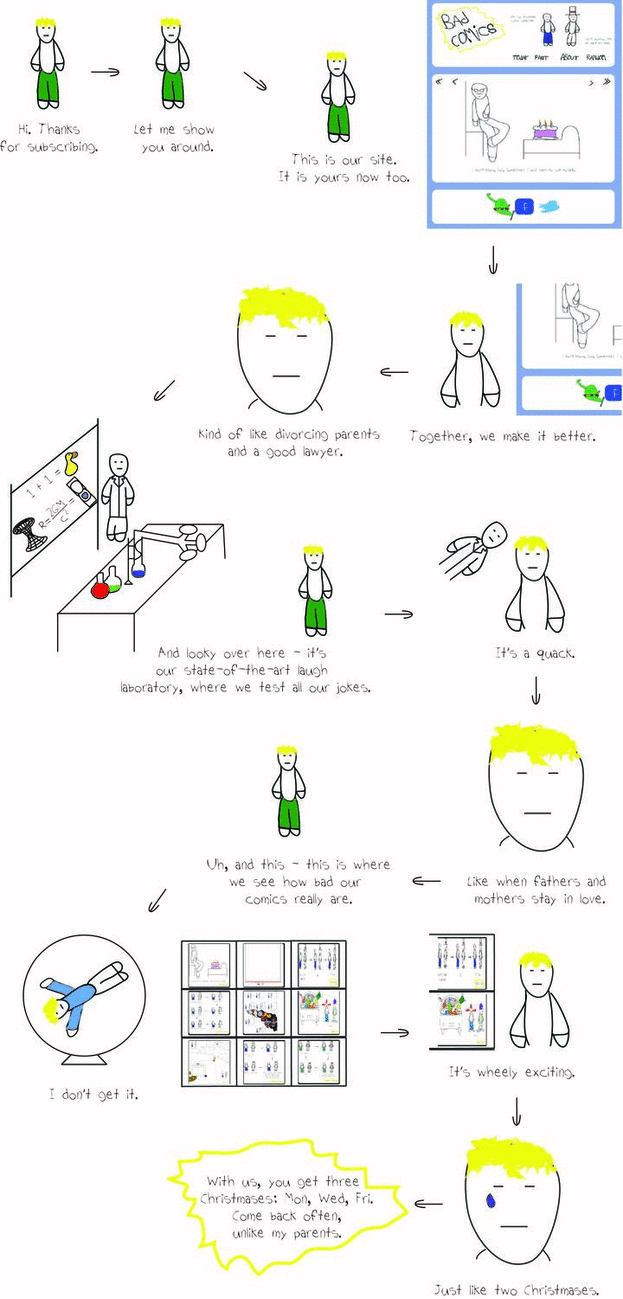 Hi. Thanks
for subscribing.
Let me show
you around.
This is our site.
It is yours now too.
BAD
COMICS
ABOUT
Together, we make it better.
Kind of like divorcing parents
and a good lawyer.
1 + 1 =
R = 2GM
C²
=
And looky over here - it's
our state-of-the-art laugh
laboratory, where we test all our jokes.
It's a quack.
Like when fathers and
mothers stay in love.
Uh, and this - this is where
we see how bad our
comics really are.
I don't get it.
It's wheely exciting.
Just like two Christmases.
With us, you get three
Christmases: Mon, Wed, Fri.
Come back often,
unlike my parents.